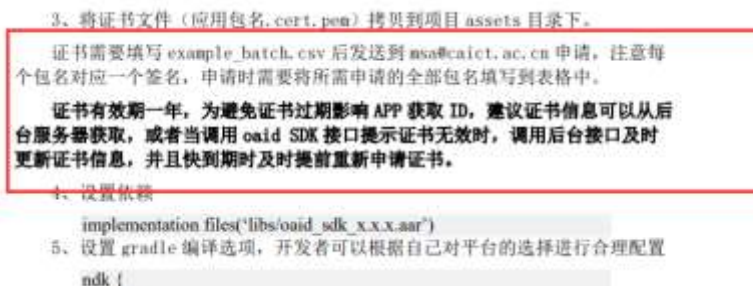 3、将证书文件（应用包名.cert.pem）拷贝到项目 assets 目录下。
证书需要填写 example_batch.csv 后发送到 msa@caict.ac.cn 申请，注意每
个包名对应一个签名，申请时需要将所需申请的全部包名填写到表格中。
证书有效期一年，为避免证书过期影响 APP 获取 ID，建议证书信息可以从后
台服务器获取，或者当调用 oaid SDK 接口提示证书无效时，调用后台接口及时
更新证书信息，并且快到期时及时提前重新申请证书。
4、设置依赖
implementation files('libs/oaid_sdk_x.x.x.aar')
5、设置 gradle 编译选项，开发者可以根据自己对平台的选择进行合理配置
ndk {